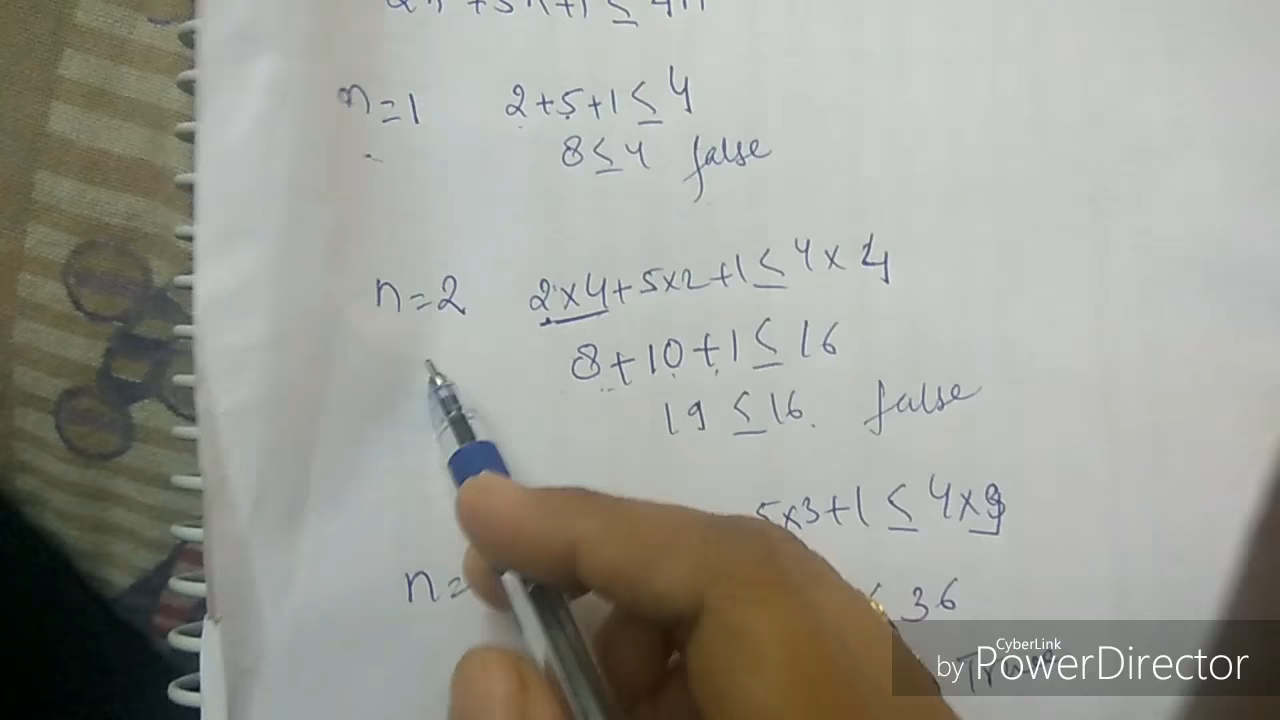 n=1 2+5+1≤4
8≤4 false
n=2 2×4+5×2+1≤4×4
8+10+1≤16
19≤16. false
5×3+1≤4×9
n=
≤36
True
CyberLink
by PowerDirector